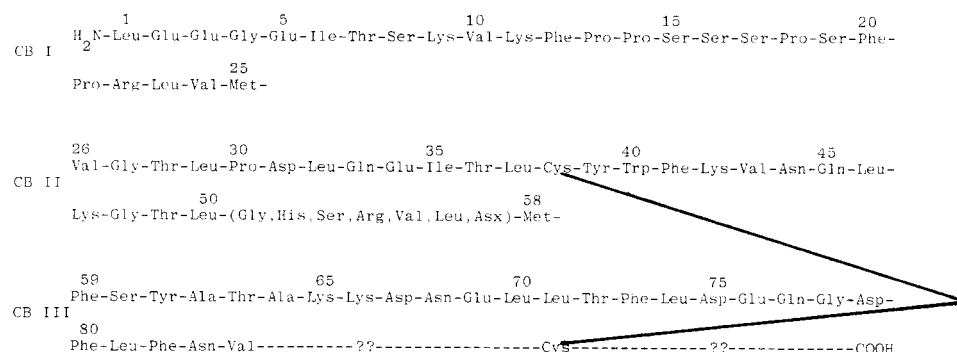 1 5 10 15 20
CB I H2N-Leu-Glu-Glu-Gly-Glu-Ile-Thr-Ser-Lys-Val-Lys-Phe-Pro-Pro-Ser-Ser-Ser-Pro-Ser-Phe-
25
Pro-Arg-Leu-Val-Met-
26 30 35 40 45
CB II Val-Gly-Thr-Leu-Pro-Asp-Leu-Gln-Glu-Ile-Thr-Leu-Cys-Tyr-Trp-Phe-Lys-Val-Asn-Gln-Leu-
50 58
Lys-Gly-Thr-Leu-(Gly,His,Ser,Arg,Val,Leu,Asx)-Met-
59 65 70 75
CB III Phe-Ser-Tyr-Ala-Thr-Ala-Lys-Lys-Asp-Asn-Glu-Leu-Leu-Thr-Phe-Leu-Asp-Glu-Gln-Gly-Asp-
80
Phe-Leu-Phe-Asn-Val----------??---------------Cys-------------??------------COOH